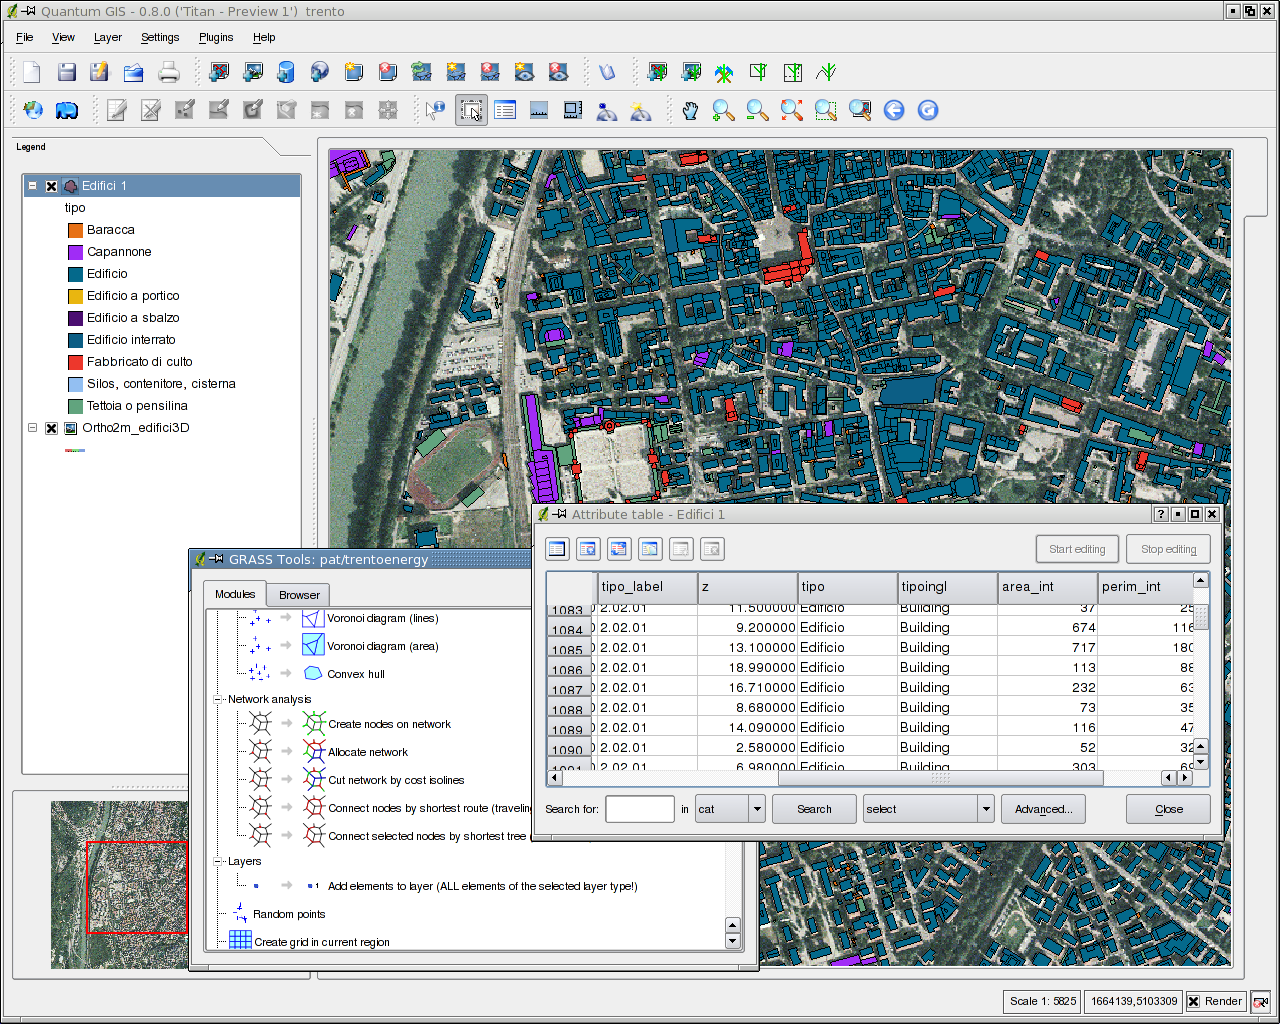 Quantum GIS - 0.8.0 ('Titan - Preview 1') trento
File View Layer Settings Plugins Help
Legend
Edifici 1
tipo
Baracca
Capannone
Edificio
Edificio a portico
Edificio a sbalzo
Edificio interrato
Fabbricato di culto
Silos, contenitore, cisterna
Tettoia o pensilina
Ortho2m_edifici3D
GRASS Tools: pat/trentoenergy
Modules Browser
Voronoi diagram (lines)
Voronoi diagram (area)
Convex hull
Network analysis
Create nodes on network
Allocate network
Cut network by cost isolines
Connect nodes by shortest route (traveling
Connect selected nodes by shortest tree (
Layers
Add elements to layer (ALL elements of the selected layer type!)
Random points
Create grid in current region
Attribute table - Edifici 1
Start editing Stop editing
tipo_label z tipo tipoingl area_int perim_int
1083 0 2.02.01 11.500000 Edificio Building 37 25
1084 0 2.02.01 9.200000 Edificio Building 674 116
1085 0 2.02.01 13.100000 Edificio Building 717 180
1086 0 2.02.01 18.990000 Edificio Building 113 88
1087 0 2.02.01 16.710000 Edificio Building 232 63
1088 0 2.02.01 8.680000 Edificio Building 73 35
1089 0 2.02.01 14.090000 Edificio Building 116 47
1090 0 2.02.01 2.580000 Edificio Building 52 32
1091 0 2.02.01 6.980000 Edificio Building 303 69
Search for: in cat Search select Advanced... Close
Scale 1: 5825 1664139,5103309 Render